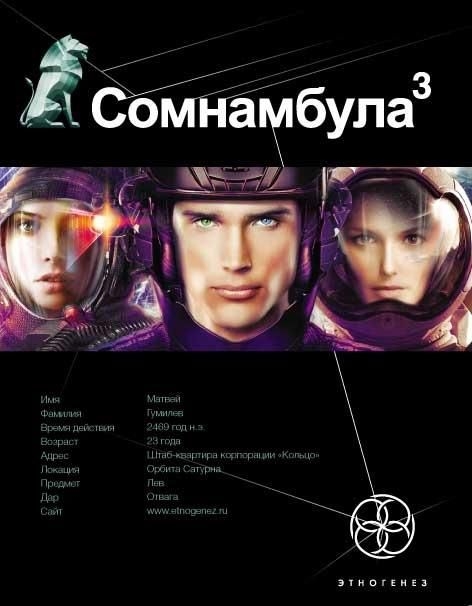 Сомнамбула³
Имя Матвей
Фамилия Гумилев
Время действия 2469 год н.э.
Возраст 23 года
Адрес Штаб-квартира корпорации «Кольцо»
Локация Орбита Сатурна
Предмет Лев
Дар Отвага
Сайт www.etnogenez.ru
ЭТНОГЕНЕЗ